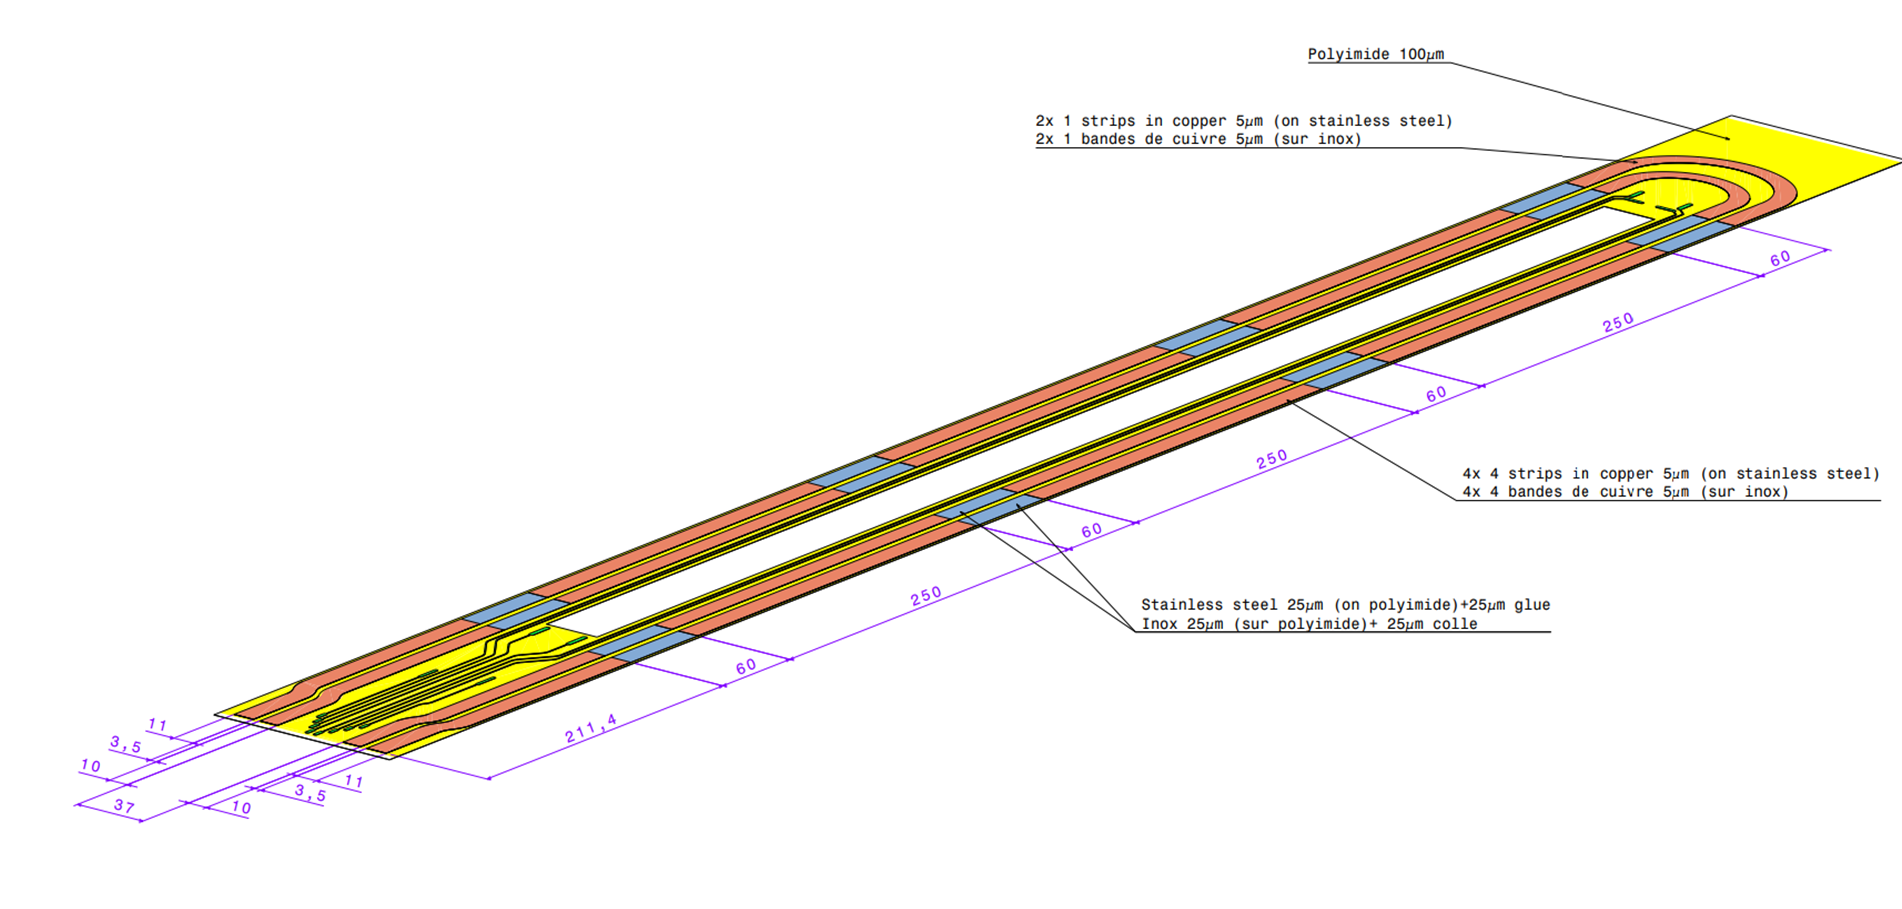 Polyimide 100µm
2x 1 strips in copper 5µm (on stainless steel)
2x 1 bandes de cuivre 5µm (sur inox)
60
250
60
250
4x 4 strips in copper 5µm (on stainless steel)
4x 4 bandes de cuivre 5µm (sur inox)
60
250
Stainless steel 25µm (on polyimide)+25µm glue
Inox 25µm (sur polyimide)+ 25µm colle
60
211,4
11
3,5
10
37
11
3,5
10